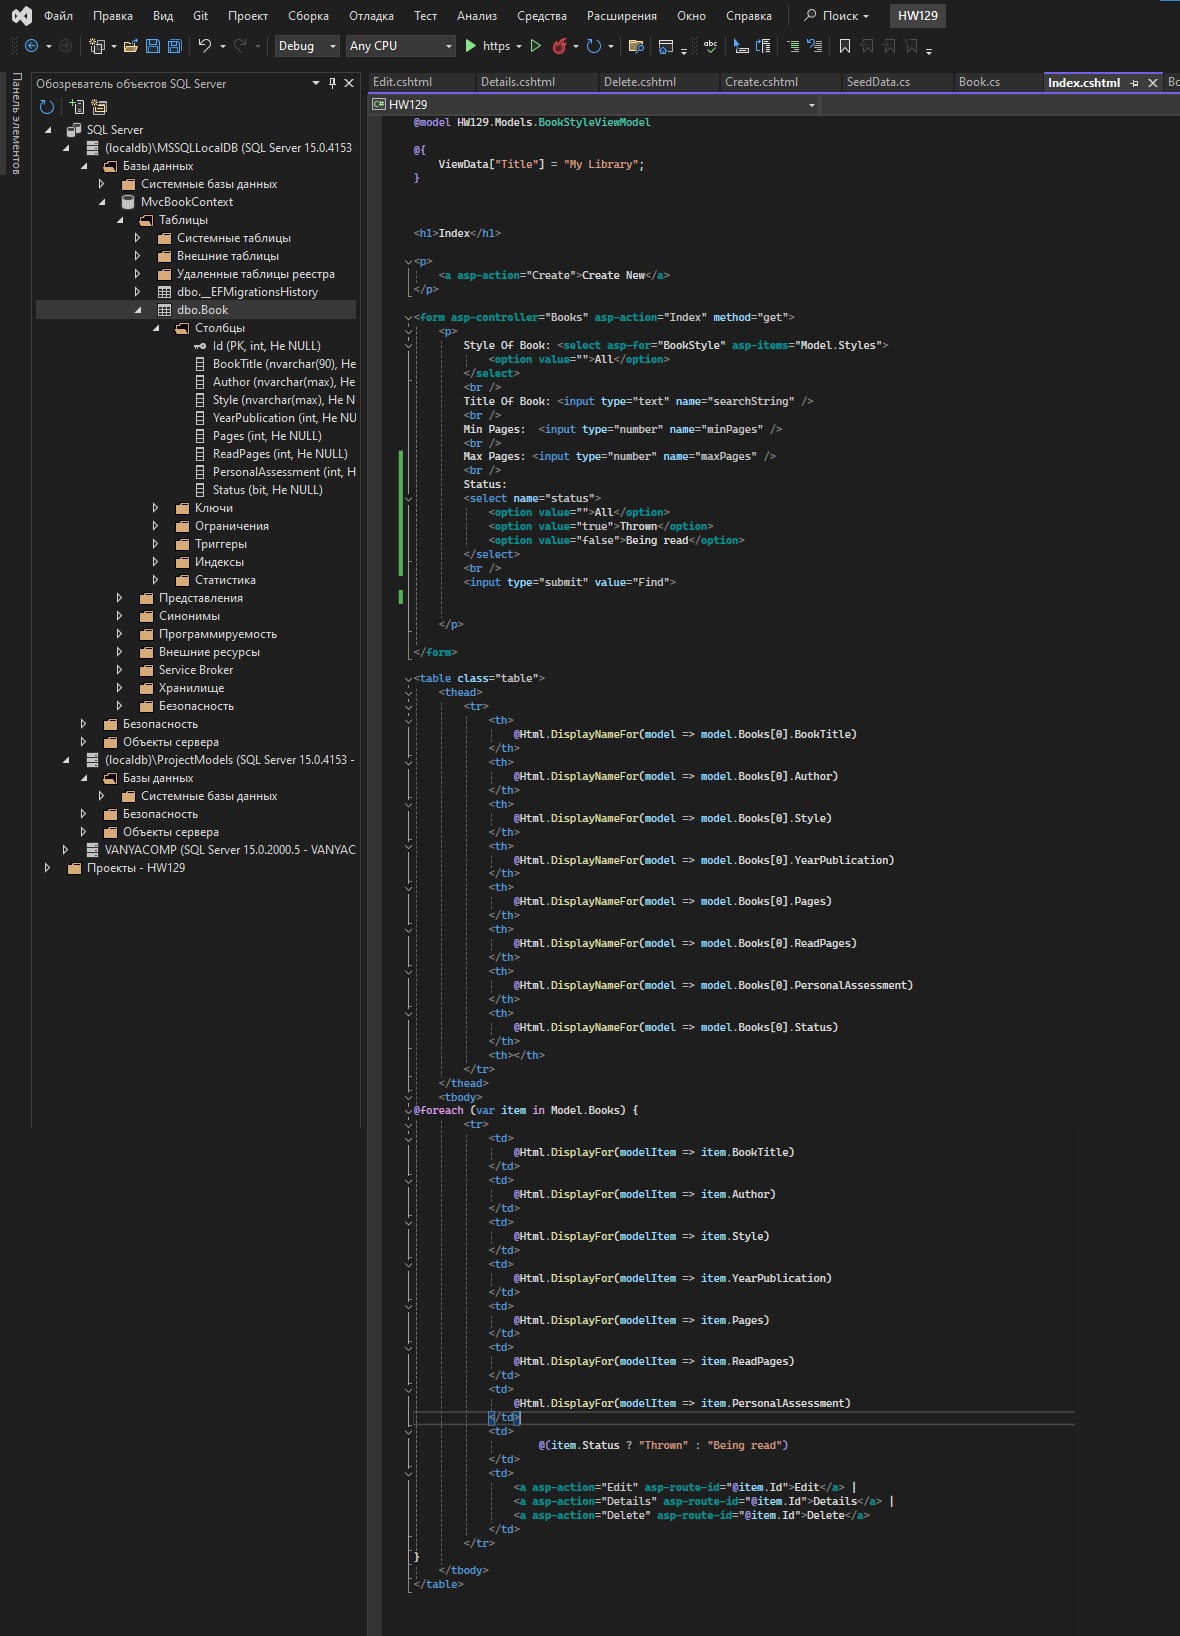 Файл Правка Вид Git Проект Сборка Отладка Тест Анализ Средства Расширения Окно Справка Поиск HW129
Debug Any CPU https
Панель элементов
Обозреватель объектов SQL Server
SQL Server
(localdb)\MSSQLLocalDB (SQL Server 15.0.4153
Базы данных
Системные базы данных
MvcBookContext
Таблицы
Системные таблицы
Внешние таблицы
Удаленные таблицы реестра
dbo.__EFMigrationsHistory
dbo.Book
Столбцы
Id (PK, int, Не NULL)
BookTitle (nvarchar(90), Не
Author (nvarchar(max), Не
Style (nvarchar(max), Не N
YearPublication (int, Не NU
Pages (int, Не NULL)
ReadPages (int, Не NULL)
PersonalAssessment (int, Н
Status (bit, Не NULL)
Ключи
Ограничения
Триггеры
Индексы
Статистика
Представления
Синонимы
Программируемость
Внешние ресурсы
Service Broker
Хранилище
Безопасность
Безопасность
Объекты сервера
(localdb)\ProjectModels (SQL Server 15.0.4153 -
Базы данных
Системные базы данных
Безопасность
Объекты сервера
VANYACOMP (SQL Server 15.0.2000.5 - VANYAC
Проекты - HW129
Edit.cshtml Details.cshtml Delete.cshtml Create.cshtml SeedData.cs Book.cs Index.cshtml Bo
C# HW129
@model HW129.Models.BookStyleViewModel
@{
ViewData["Title"] = "My Library";
}
<h1>Index</h1>
<p>
<a asp-action="Create">Create New</a>
</p>
<form asp-controller="Books" asp-action="Index" method="get">
<p>
Style Of Book: <select asp-for="BookStyle" asp-items="Model.Styles">
<option value="">All</option>
</select>
<br />
Title Of Book: <input type="text" name="searchString" />
<br />
Min Pages: <input type="number" name="minPages" />
<br />
Max Pages: <input type="number" name="maxPages" />
<br />
Status:
<select name="status">
<option value="">All</option>
<option value="true">Thrown</option>
<option value="false">Being read</option>
</select>
<br />
<input type="submit" value="Find">
</p>
</form>
<table class="table">
<thead>
<tr>
<th>
@Html.DisplayNameFor(model => model.Books[0].BookTitle)
</th>
<th>
@Html.DisplayNameFor(model => model.Books[0].Author)
</th>
<th>
@Html.DisplayNameFor(model => model.Books[0].Style)
</th>
<th>
@Html.DisplayNameFor(model => model.Books[0].YearPublication)
</th>
<th>
@Html.DisplayNameFor(model => model.Books[0].Pages)
</th>
<th>
@Html.DisplayNameFor(model => model.Books[0].ReadPages)
</th>
<th>
@Html.DisplayNameFor(model => model.Books[0].PersonalAssessment)
</th>
<th>
@Html.DisplayNameFor(model => model.Books[0].Status)
</th>
<th></th>
</tr>
</thead>
<tbody>
@foreach (var item in Model.Books) {
<tr>
<td>
@Html.DisplayFor(modelItem => item.BookTitle)
</td>
<td>
@Html.DisplayFor(modelItem => item.Author)
</td>
<td>
@Html.DisplayFor(modelItem => item.Style)
</td>
<td>
@Html.DisplayFor(modelItem => item.YearPublication)
</td>
<td>
@Html.DisplayFor(modelItem => item.Pages)
</td>
<td>
@Html.DisplayFor(modelItem => item.ReadPages)
</td>
<td>
@Html.DisplayFor(modelItem => item.PersonalAssessment)
</td>
<td>
@(item.Status ? "Thrown" : "Being read")
</td>
<td>
<a asp-action="Edit" asp-route-id="@item.Id">Edit</a> |
<a asp-action="Details" asp-route-id="@item.Id">Details</a> |
<a asp-action="Delete" asp-route-id="@item.Id">Delete</a>
</td>
</tr>
}
</tbody>
</table>